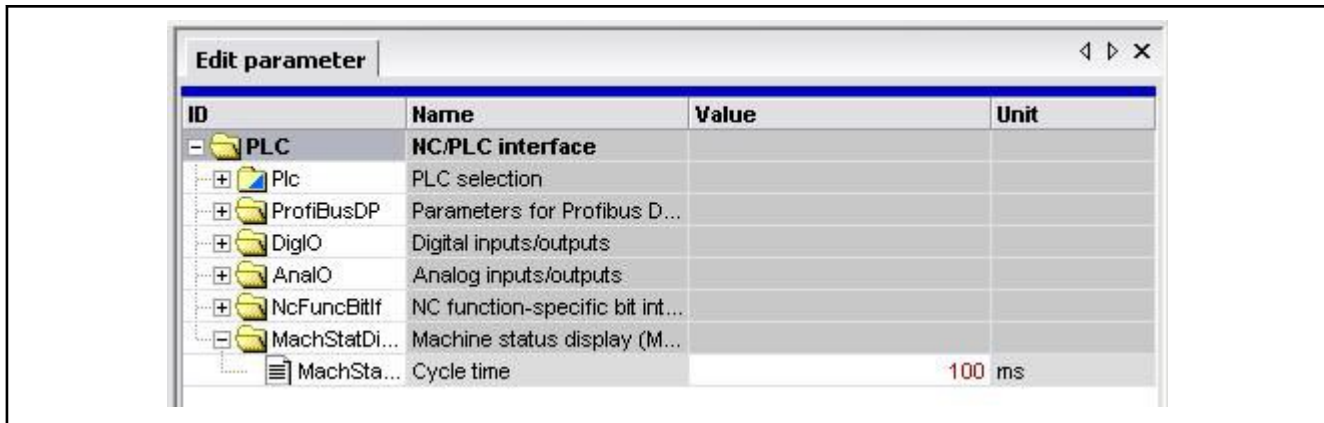 Edit parameter
ID Name Value Unit
PLC NC/PLC interface
Plc PLC selection
ProfiBusDP Parameters for Profibus D...
DigIO Digital inputs/outputs
AnaIO Analog inputs/outputs
NcFuncBitIf NC function-specific bit int...
MachStatDi... Machine status display (M...
MachSta... Cycle time 100 ms